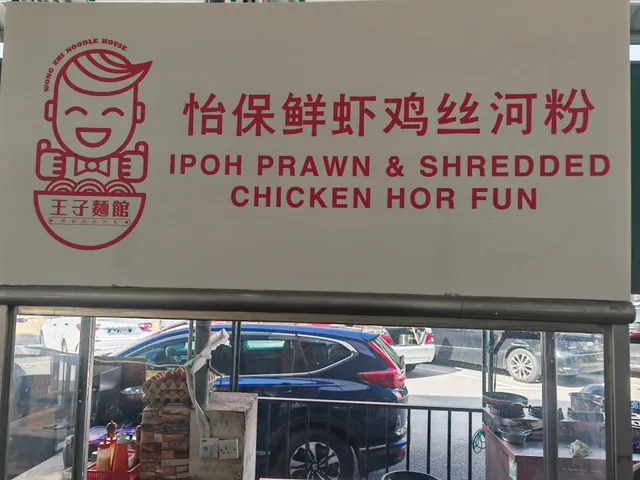 WONG ZHI NOODLE HOUSE
王子麵館
怡保鲜虾鸡丝河粉
IPOH PRAWN & SHREDDED
CHICKEN HOR FUN